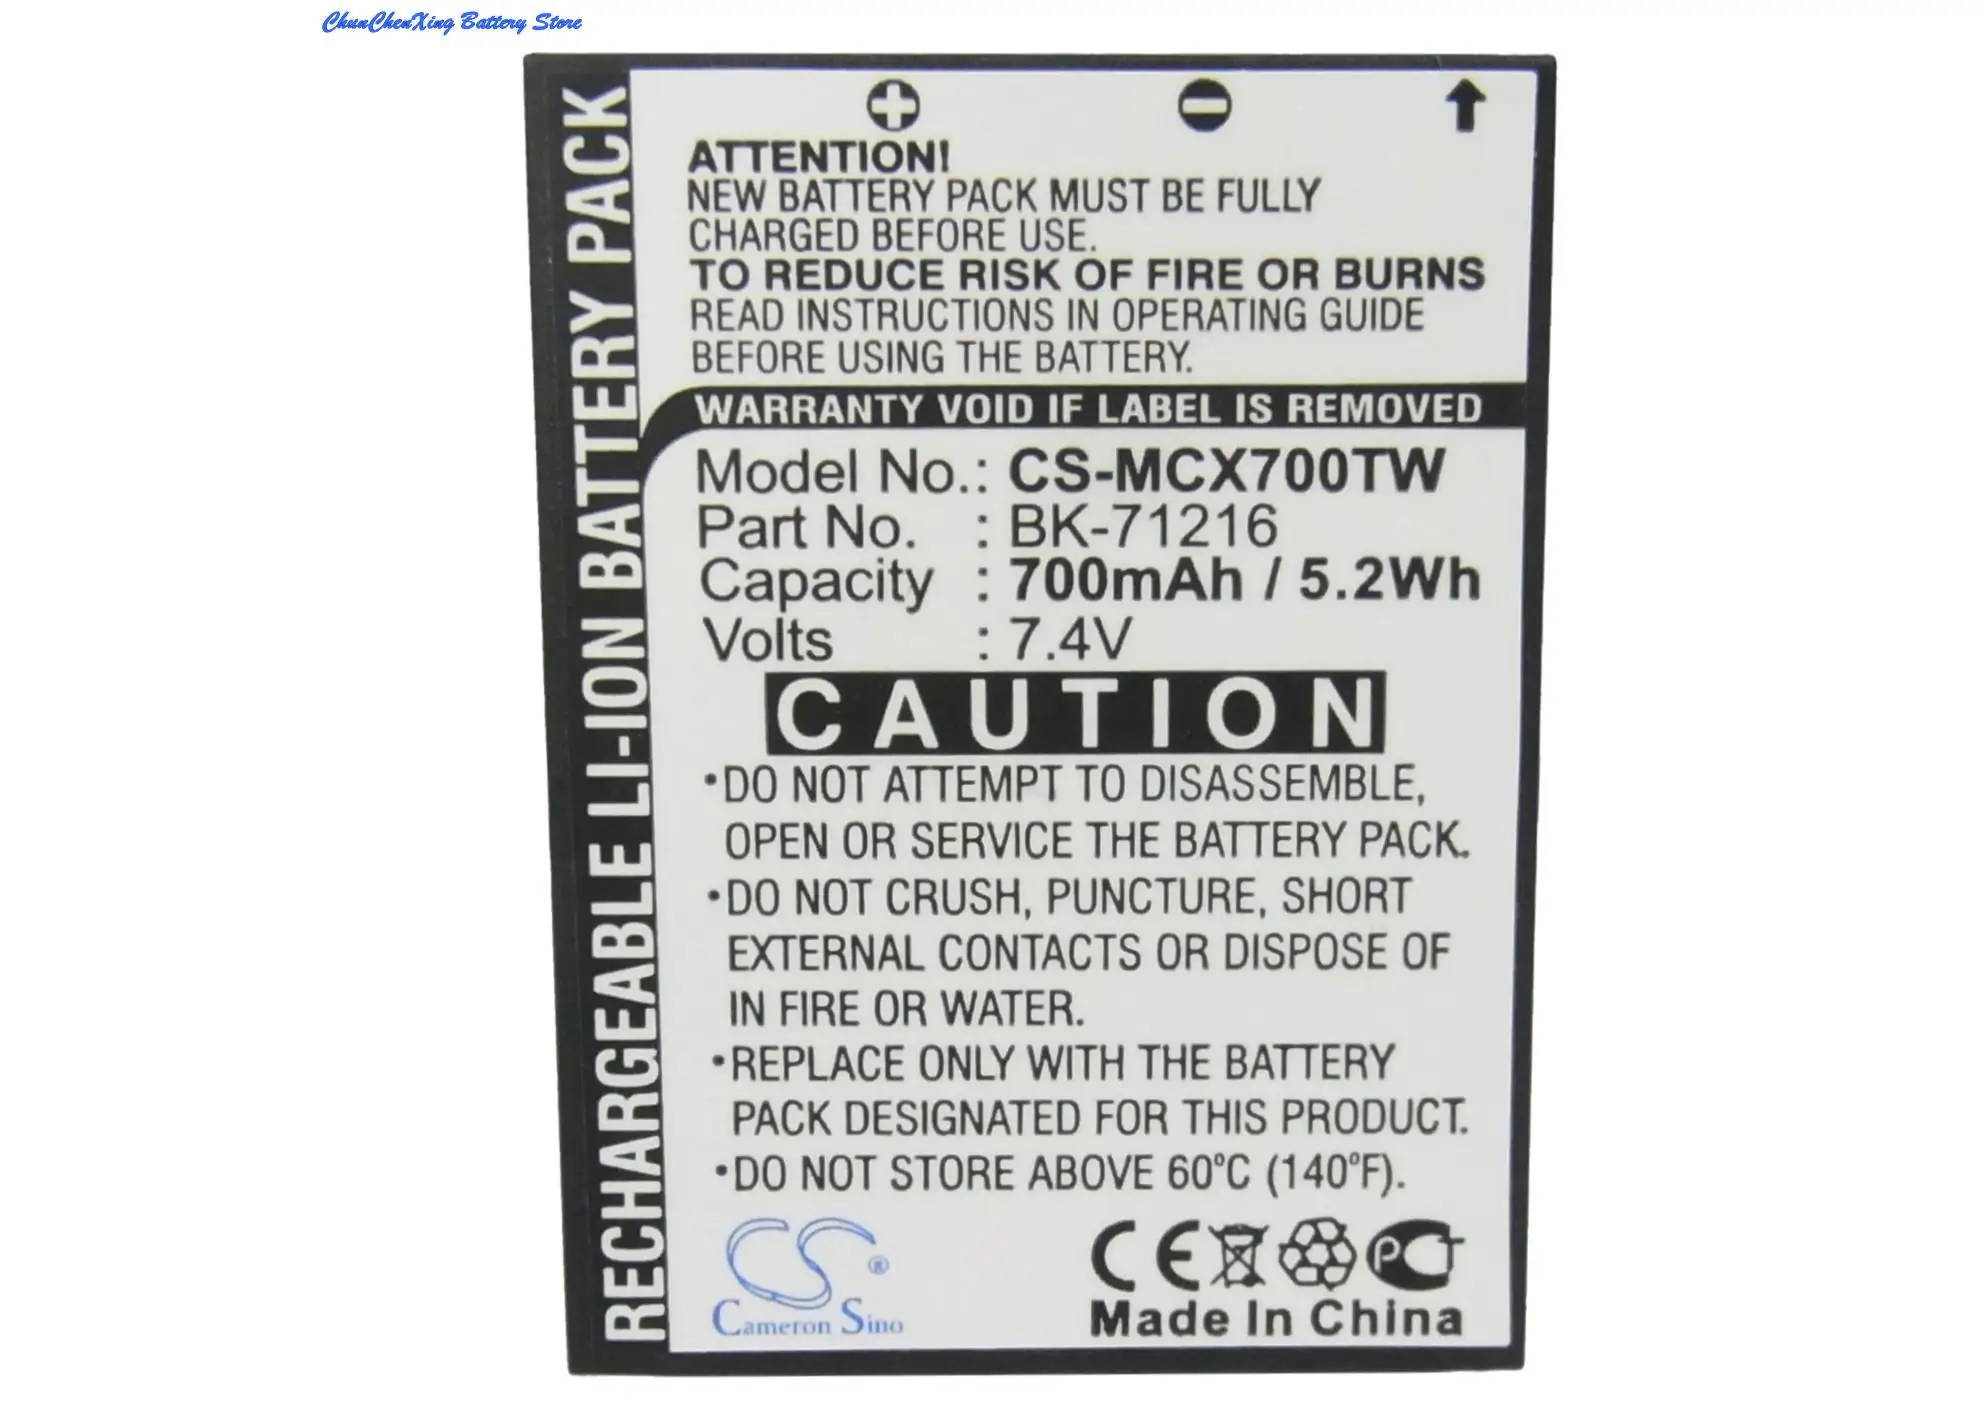 ChunChenXing Battery Store
RECHARGEABLE LI-ION BATTERY PACK
ATTENTION!
NEW BATTERY PACK MUST BE FULLY
CHARGED BEFORE USE.
TO REDUCE RISK OF FIRE OR BURNS
READ INSTRUCTIONS IN OPERATING GUIDE
BEFORE USING THE BATTERY.
WARRANTY VOID IF LABEL IS REMOVED
Model No.: CS-MCX700TW
Part No. : BK-71216
Capacity : 700mAh / 5.2Wh
Volts : 7.4V
CAUTION
•DO NOT ATTEMPT TO DISASSEMBLE,
OPEN OR SERVICE THE BATTERY PACK.
•DO NOT CRUSH, PUNCTURE, SHORT
EXTERNAL CONTACTS OR DISPOSE OF
IN FIRE OR WATER.
•REPLACE ONLY WITH THE BATTERY
PACK DESIGNATED FOR THIS PRODUCT.
•DO NOT STORE ABOVE 60°C (140°F).
CS®
Cameron Sino
CE PCT
Made In China